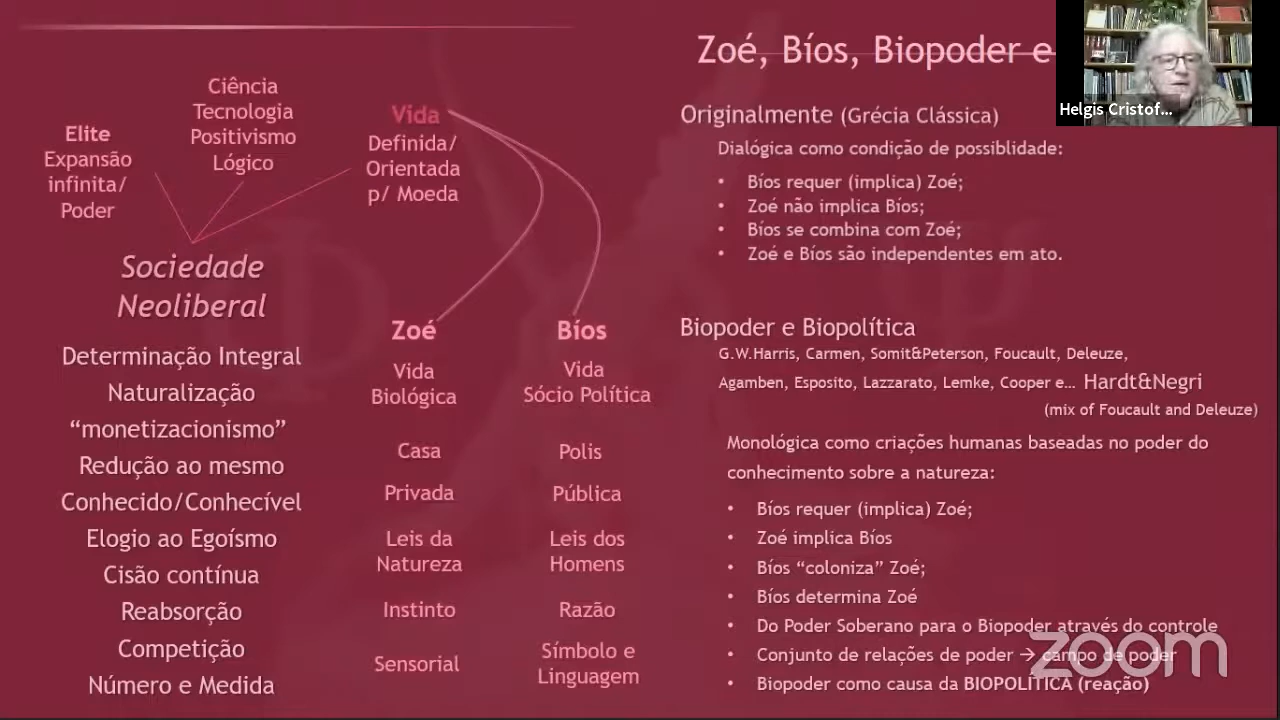 Zoé, Bíos, Biopoder e
Helgis Cristof...
Elite
Expansão
infinita/
Poder
Ciência
Tecnologia
Positivismo
Lógico
Vida
Definida/
Orientada
p/ Moeda
Sociedade
Neoliberal
Determinação Integral
Naturalização
“monetizacionismo”
Redução ao mesmo
Conhecido/Conhecível
Elogio ao Egoísmo
Cisão contínua
Reabsorção
Competição
Número e Medida
Zoé
Vida
Biológica
Casa
Privada
Leis da
Natureza
Instinto
Sensorial
Bíos
Vida
Sócio Política
Polis
Pública
Leis dos
Homens
Razão
Símbolo e
Linguagem
Originalmente (Grécia Clássica)
Dialógica como condição de possiblidade:
• Bíos requer (implica) Zoé;
• Zoé não implica Bíos;
• Bíos se combina com Zoé;
• Zoé e Bíos são independentes em ato.
Biopoder e Biopolítica
G.W.Harris, Carmen, Somit&Peterson, Foucault, Deleuze,
Agamben, Esposito, Lazzarato, Lemke, Cooper e... Hardt&Negri
(mix of Foucault and Deleuze)
Monológica como criações humanas baseadas no poder do
conhecimento sobre a natureza:
• Bíos requer (implica) Zoé;
• Zoé implica Bíos
• Bíos “coloniza” Zoé;
• Bíos determina Zoé
• Do Poder Soberano para o Biopoder através do controle
• Conjunto de relações de poder → campo de poder
• Biopoder como causa da BIOPOLÍTICA (reação)
zoom